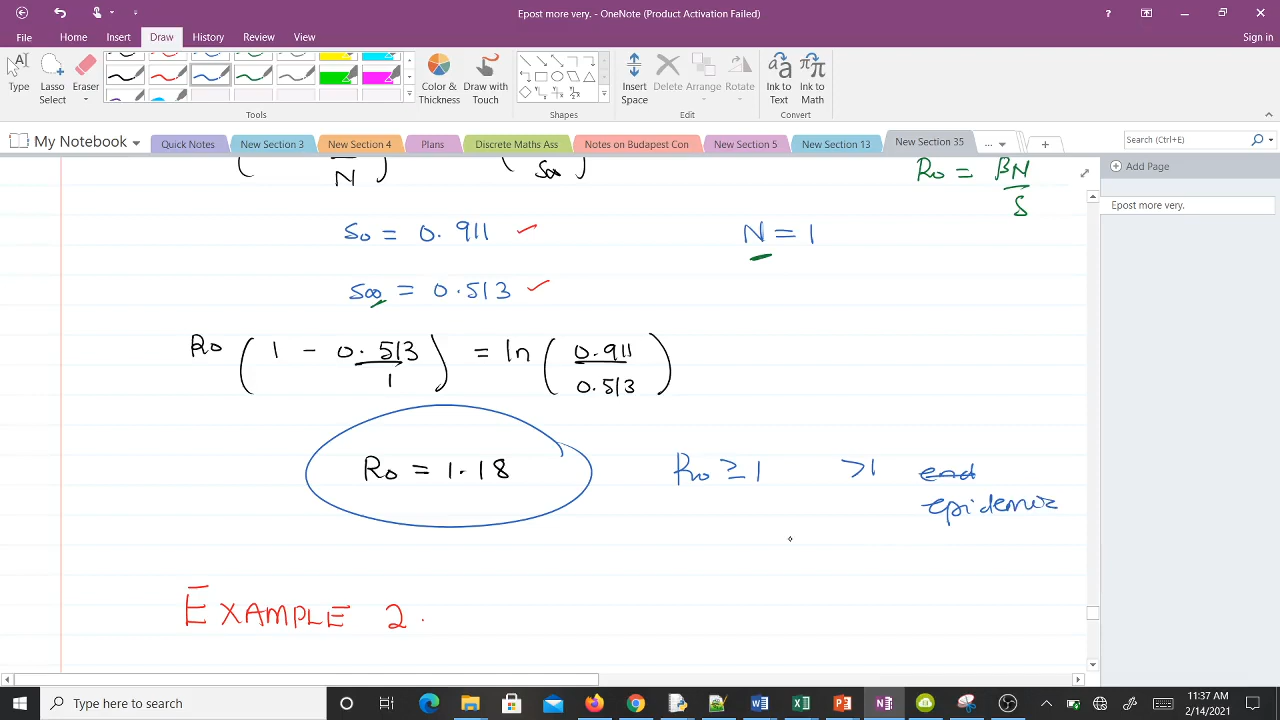 Epost more very. - OneNote (Product Activation Failed)
Sign in
File Home Insert Draw History Review View
Type Lasso Select Eraser
Color & Thickness Draw with Touch
Insert Space Delete Arrange Rotate
Ink to Text Ink to Math
Tools Shapes Edit Convert
My Notebook Quick Notes New Section 3 New Section 4 Plans Discrete Maths Ass Notes on Budapest Con New Section 5 New Section 13 New Section 35 ... Search (Ctrl+E)
Add Page
Epost more very.
N S∞
R0 = βN / δ
S0 = 0.911 ✓ N = 1
S∞ = 0.513 ✓
R0 ( 1 - 0.513 / 1 ) = ln ( 0.911 / 0.513 )
R0 = 1.18 R0 ≥ 1 >1 end
epidemic
EXAMPLE 2.
Type here to search
11:37 AM
2/14/2021